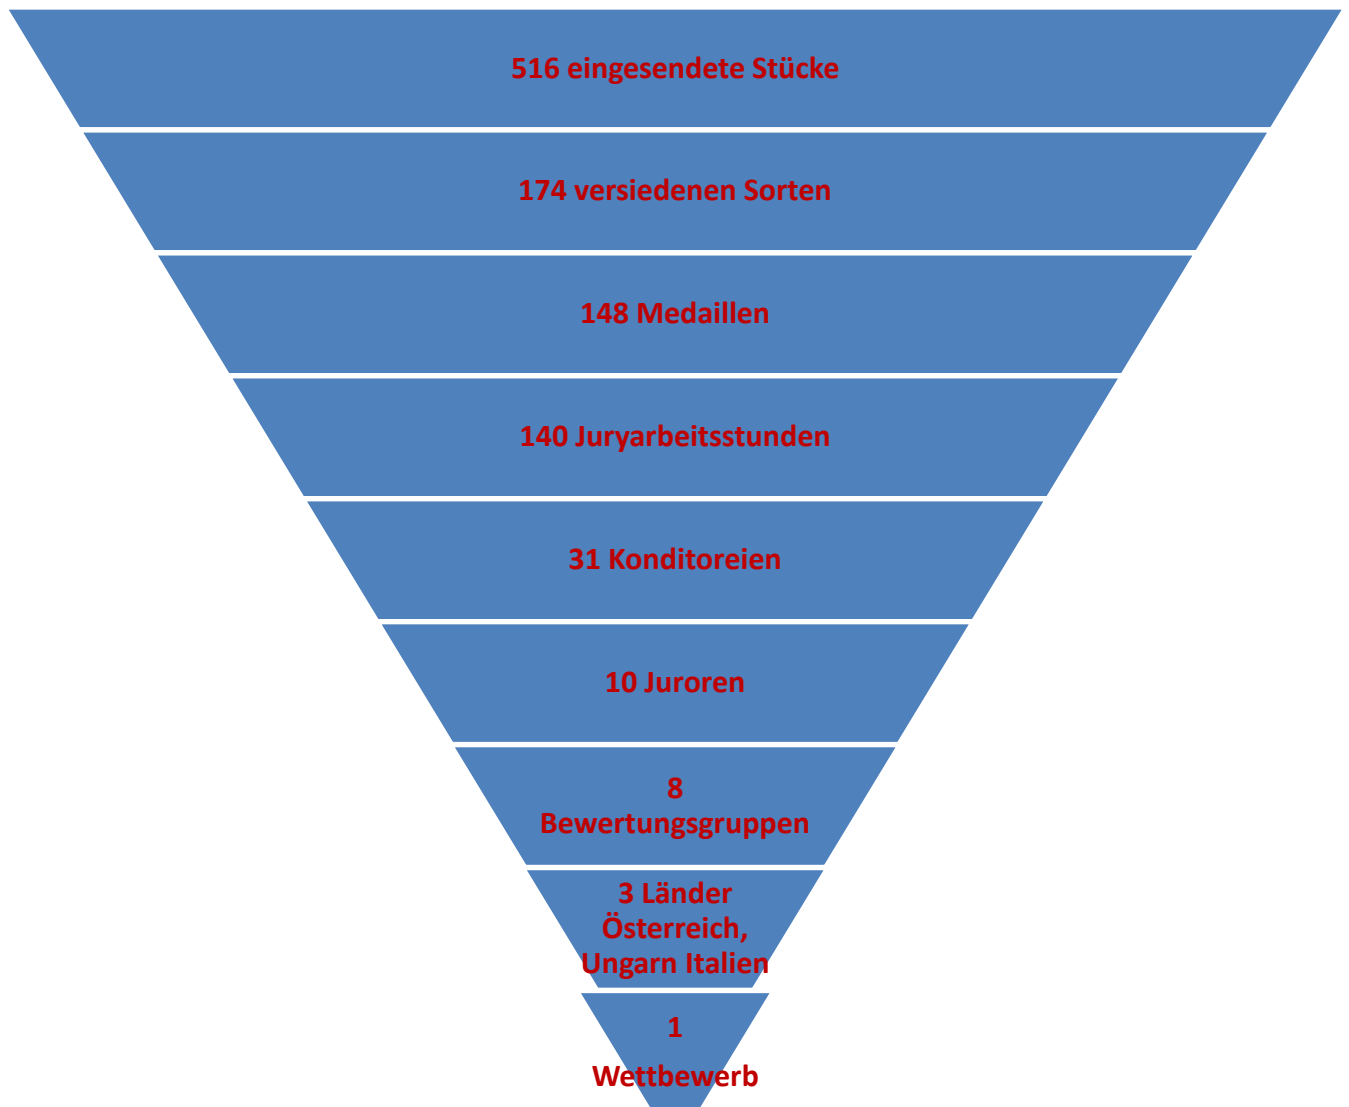 516 eingesendete Stücke
174 versiedenen Sorten
148 Medaillen
140 Juryarbeitsstunden
31 Konditoreien
10 Juroren
8
Bewertungsgruppen
3 Länder
Österreich,
Ungarn Italien
1
Wettbewerb